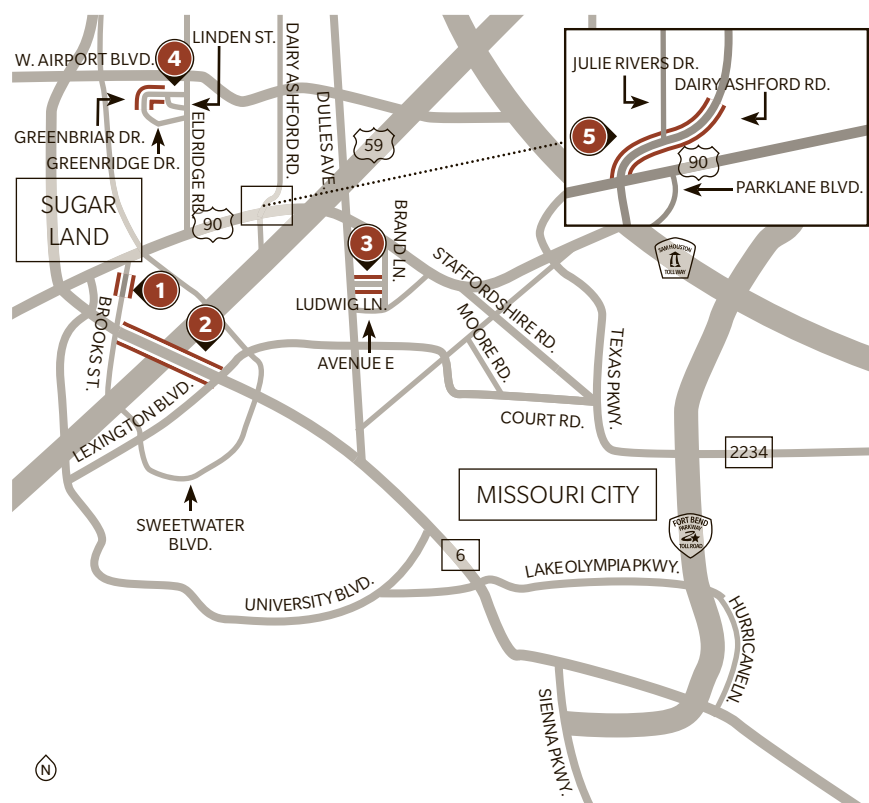 LINDEN ST.
W. AIRPORT BLVD.
4
GREENBRIAR DR.
GREENRIDGE DR.
ELDRIDGE RD.
DAIRY ASHFORD RD.
DULLES AVE.
59
JULIE RIVERS DR.
DAIRY ASHFORD RD.
5
90
PARKLANE BLVD.
SUGAR
LAND
90
3
BRAND LN.
SAM HOUSTON
TOLLWAY
1
BROOKS ST.
2
LUDWIG LN.
STAFFORDSHIRE RD.
MOORE RD.
AVENUE E
TEXAS PKWY.
LEXINGTON BLVD.
COURT RD.
2234
MISSOURI CITY
SWEETWATER
BLVD.
FORT BEND
PARKWAY
TOLL ROAD
6
LAKE OLYMPIA PKWY.
UNIVERSITY BLVD.
HURRICANE LN.
SIENNA PKWY.
N